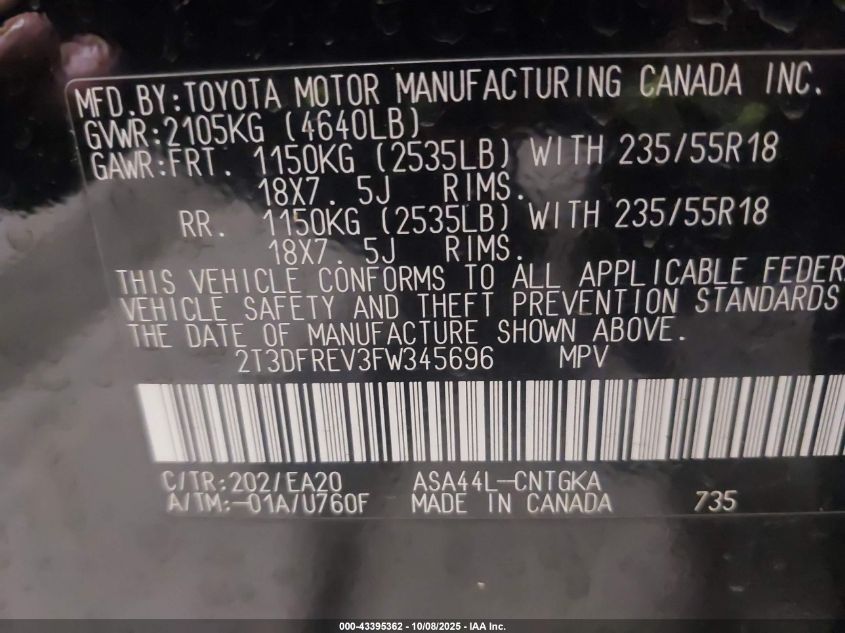 MFD.BY:TOYOTA MOTOR MANUFACTURING CANADA INC.
GVWR:2105KG (4640LB)
GAWR:FRT. 1150KG (2535LB) WITH 235/55R18
18X7.5J RIMS.
RR. 1150KG (2535LB) WITH 235/55R18
18X7.5J RIMS.
THIS VEHICLE CONFORMS TO ALL APPLICABLE FEDER
VEHICLE SAFETY AND THEFT PREVENTION STANDARDS
THE DATE OF MANUFACTURE SHOWN ABOVE.
2T3DFREV3FW345696 MPV
C/TR:202/EA20 ASA44L-CNTGKA
A/TM:-01A/U760F MADE IN CANADA 735
000-43395362 - 10/08/2025 - IAA Inc.